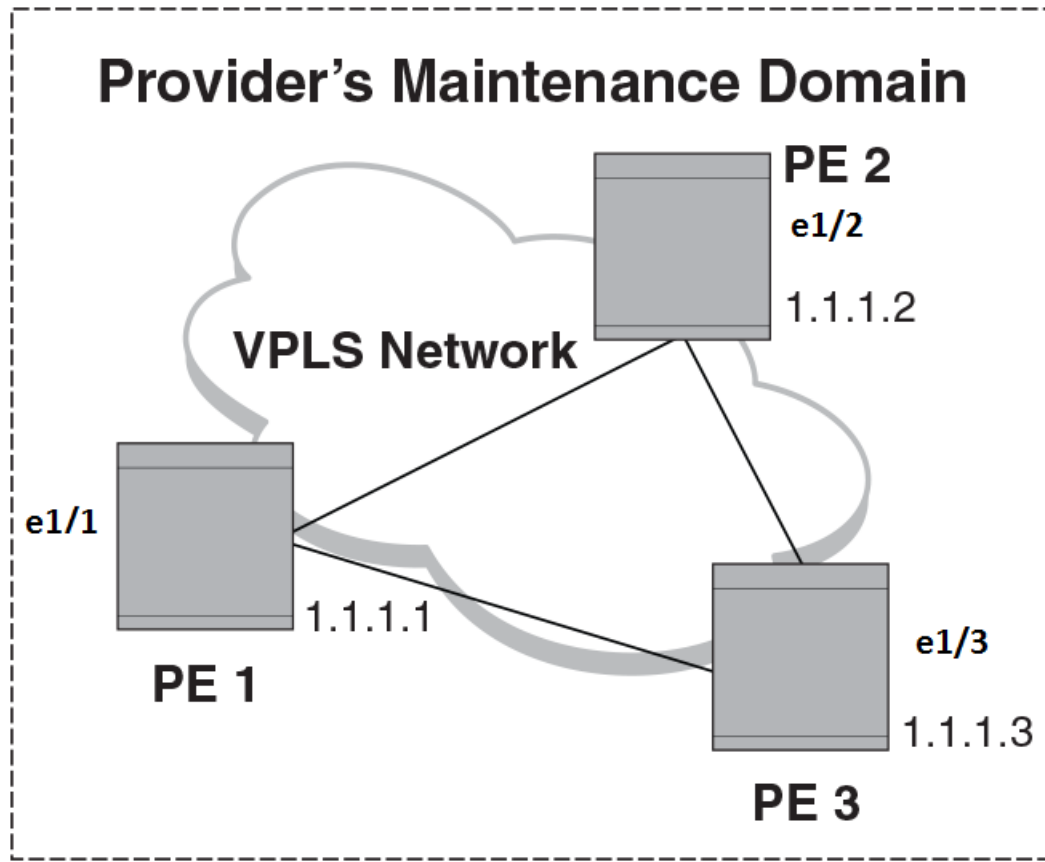 Provider's Maintenance Domain
PE 2
e1/2
1.1.1.2
VPLS Network
e1/1
1.1.1.1
PE 1
e1/3
1.1.1.3
PE 3